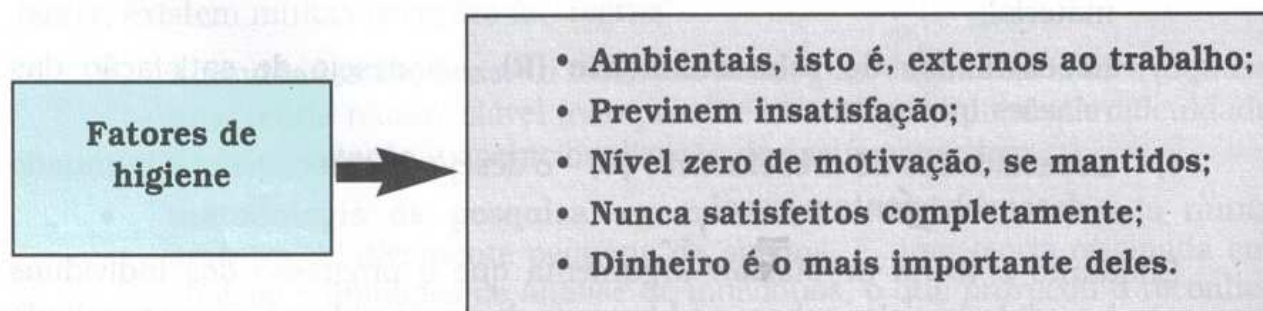 Fatores de
higiene
• Ambientais, isto é, externos ao trabalho;
• Previnem insatisfação;
• Nível zero de motivação, se mantidos;
• Nunca satisfeitos completamente;
• Dinheiro é o mais importante deles.